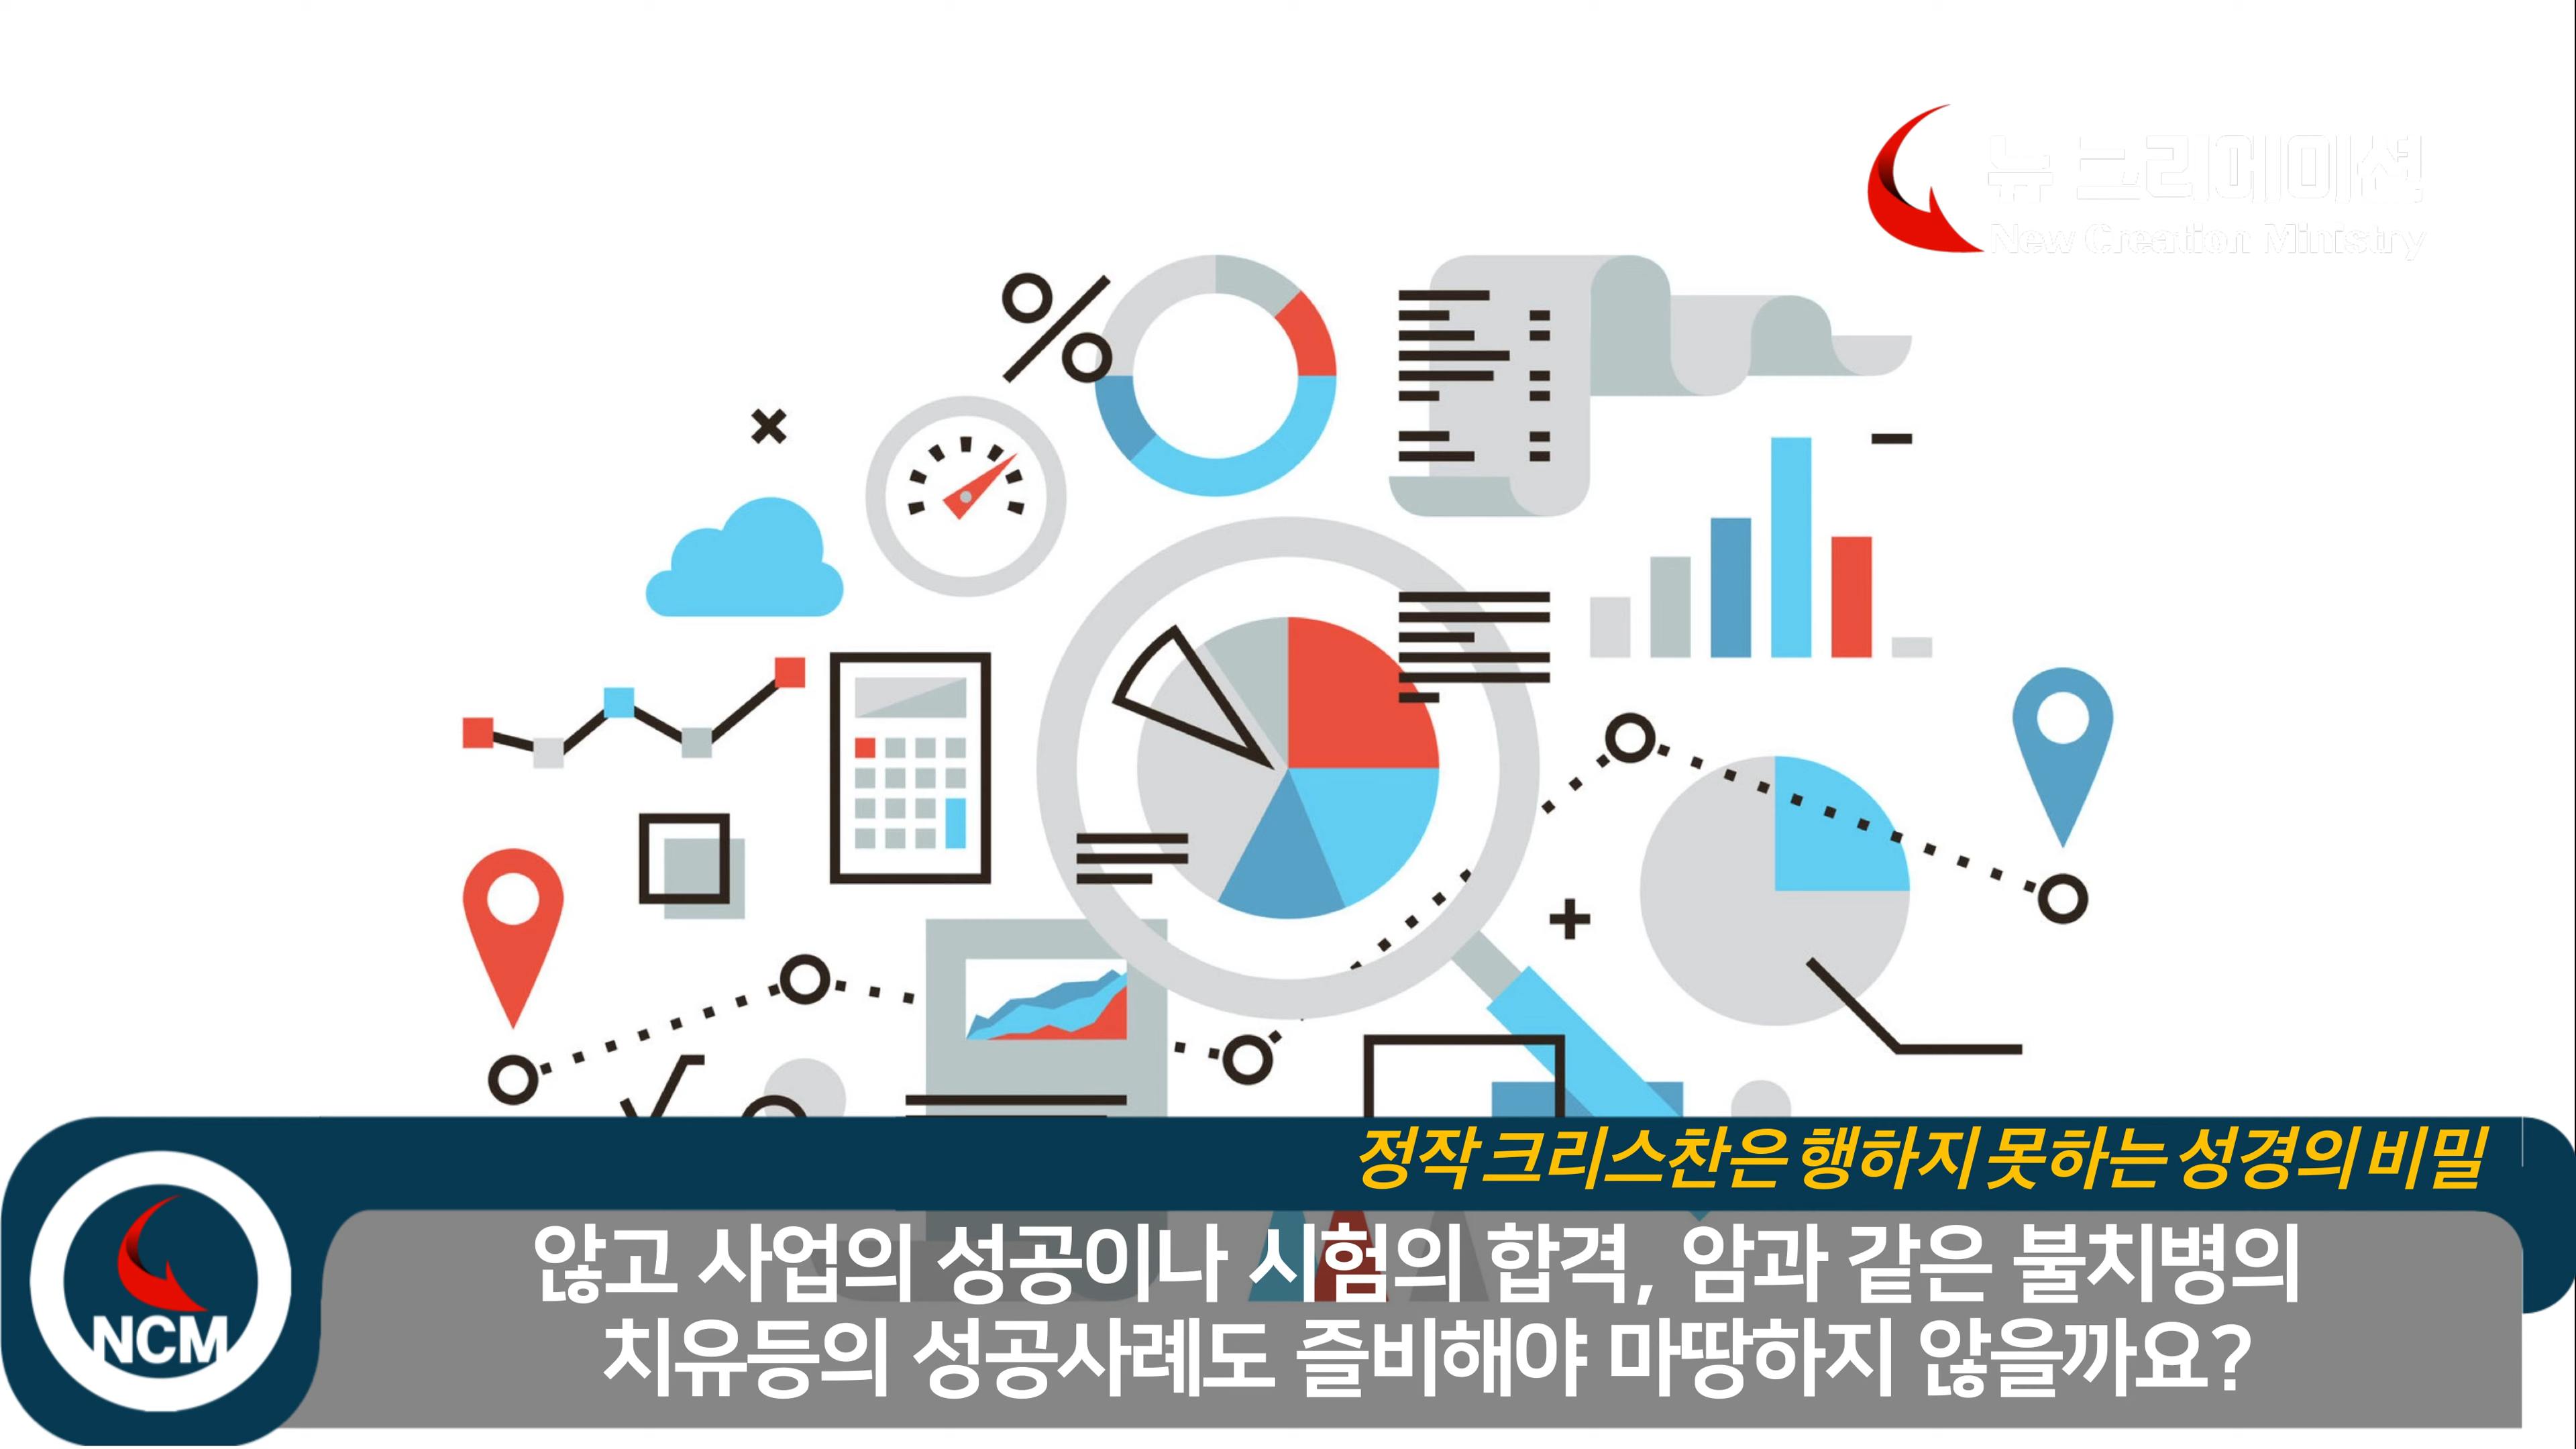 뉴 크리에이션
New Creation Ministry
%
정작 크리스찬은 행하지 못하는 성경의 비밀
NCM
않고 사업의 성공이나 시험의 합격, 암과 같은 불치병의
치유등의 성공사례도 즐비해야 마땅하지 않을까요?